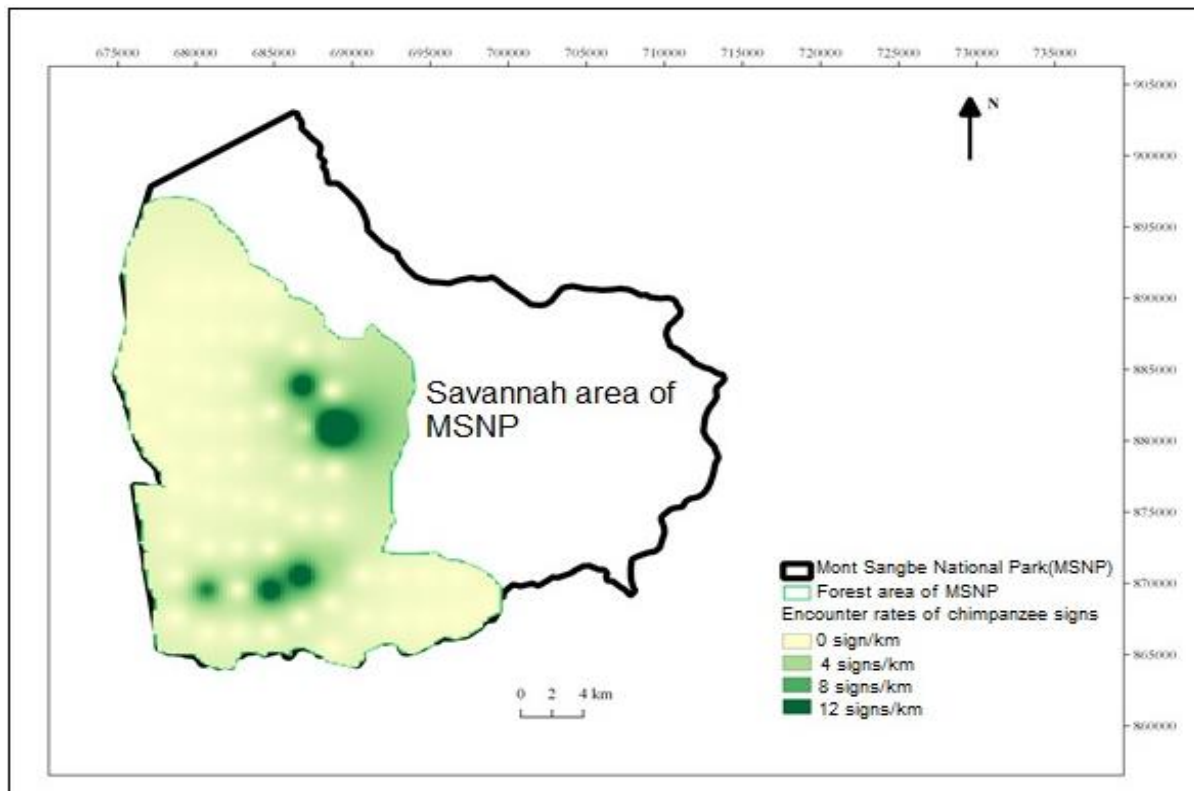 675000 680000 685000 690000 695000 700000 705000 710000 715000 720000 725000 730000 735000
905000
N
900000
895000
890000
885000
Savannah area of
MSNP
880000
875000
870000
865000
860000
Mont Sangbe National Park(MSNP)
Forest area of MSNP
Encounter rates of chimpanzee signs
0 sign/km
4 signs/km
8 signs/km
12 signs/km
0 2 4 km